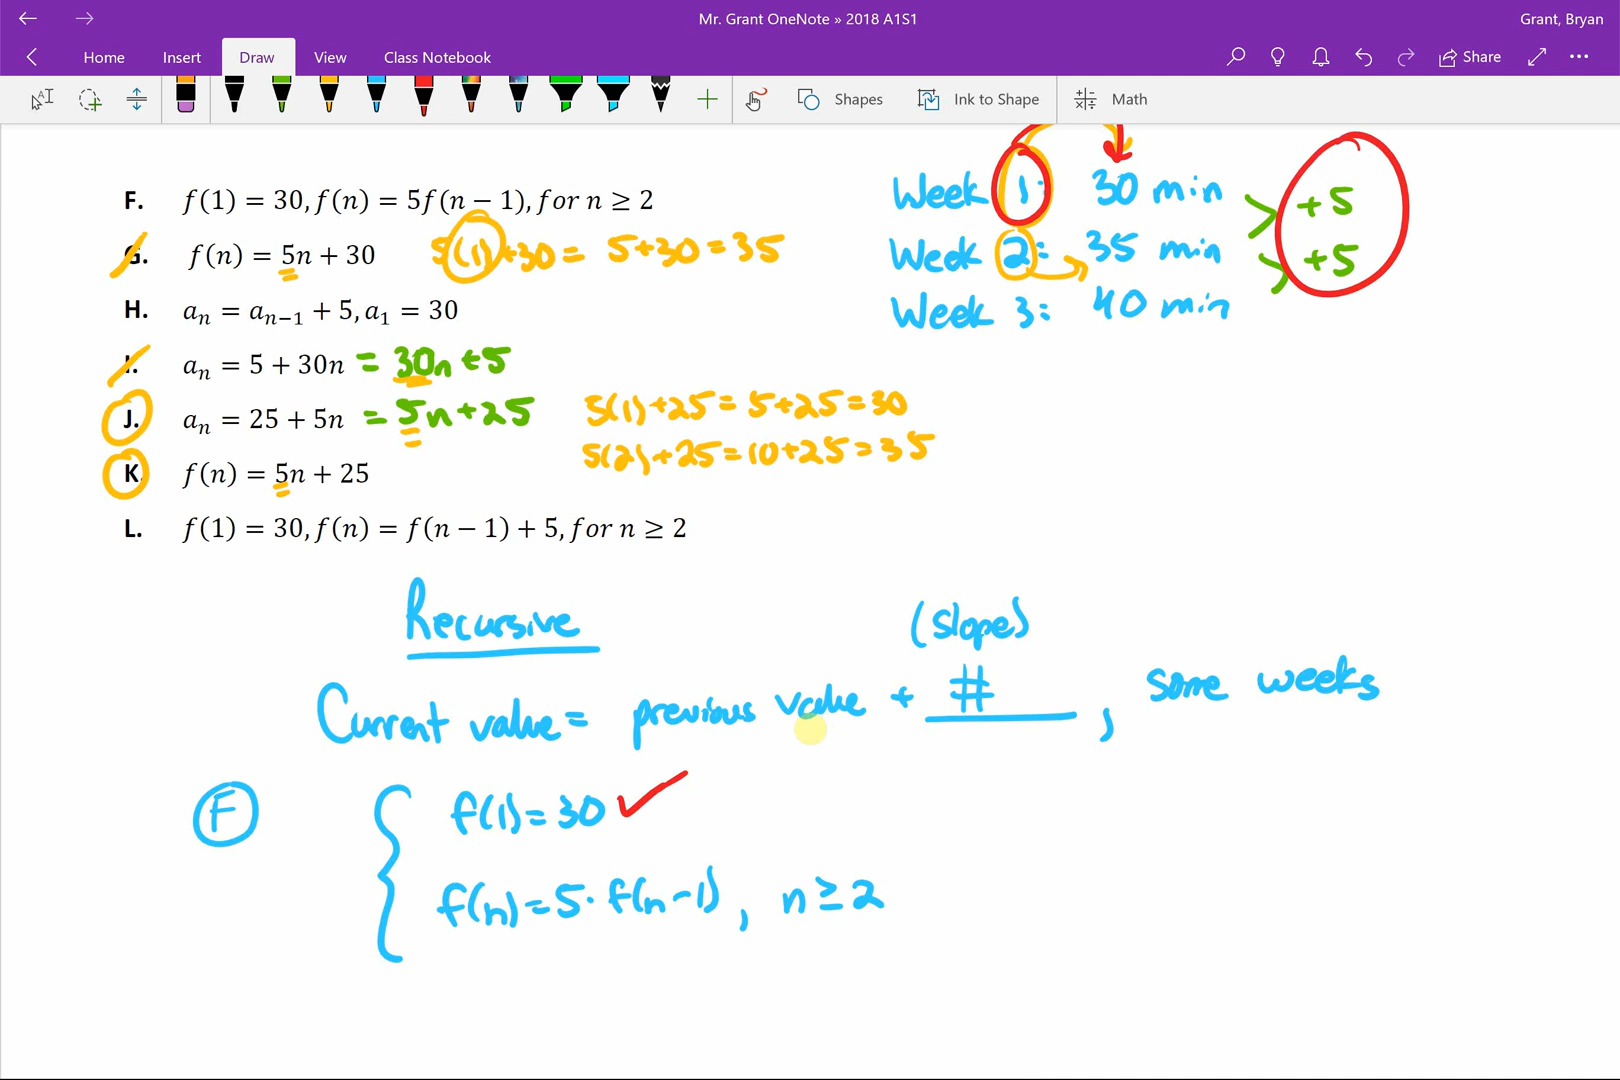 Mr. Grant OneNote » 2018 A1S1
Grant, Bryan
Home Insert Draw View Class Notebook
Share
Shapes Ink to Shape Math
F. f(1) = 30, f(n) = 5f(n − 1), for n ≥ 2
G. f(n) = 5n + 30 5(1)+30 = 5+30 = 35
H. aₙ = aₙ₋₁ + 5, a₁ = 30
I. aₙ = 5 + 30n = 30n + 5
J. aₙ = 25 + 5n = 5n + 25
5(1)+25 = 5+25 = 30
5(2)+25 = 10+25 = 35
K. f(n) = 5n + 25
L. f(1) = 30, f(n) = f(n − 1) + 5, for n ≥ 2
Week 1: 30 min
+5
Week 2: 35 min
+5
Week 3: 40 min
Recursive
(slope)
Current value = previous value + #, some weeks
F
f(1) = 30
f(n) = 5· f(n-1), n ≥ 2